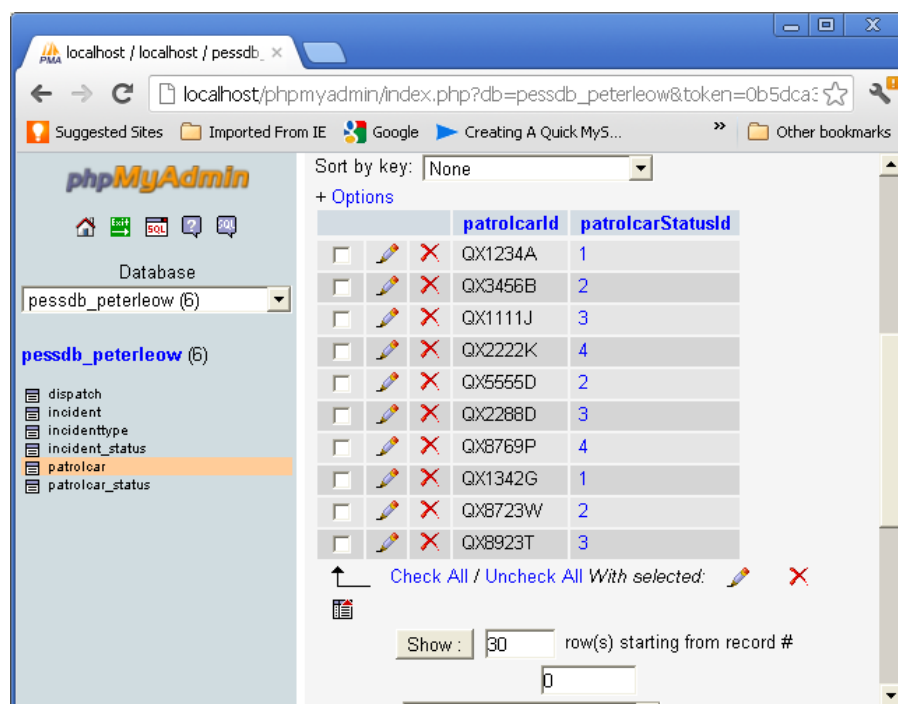 localhost / localhost / pessdb_
localhost/phpmyadmin/index.php?db=pessdb_peterleow&token=0b5dca3
Suggested Sites Imported From IE Google Creating A Quick MyS... » Other bookmarks
phpMyAdmin
Database
pessdb_peterleow (6)
pessdb_peterleow (6)
dispatch
incident
incidenttype
incident_status
patrolcar
patrolcar_status
Sort by key: None
+ Options
patrolcarId patrolcarStatusId
QX1234A 1
QX3456B 2
QX1111J 3
QX2222K 4
QX5555D 2
QX2288D 3
QX8769P 4
QX1342G 1
QX8723W 2
QX8923T 3
Check All / Uncheck All With selected:
Show : 30 row(s) starting from record #
0